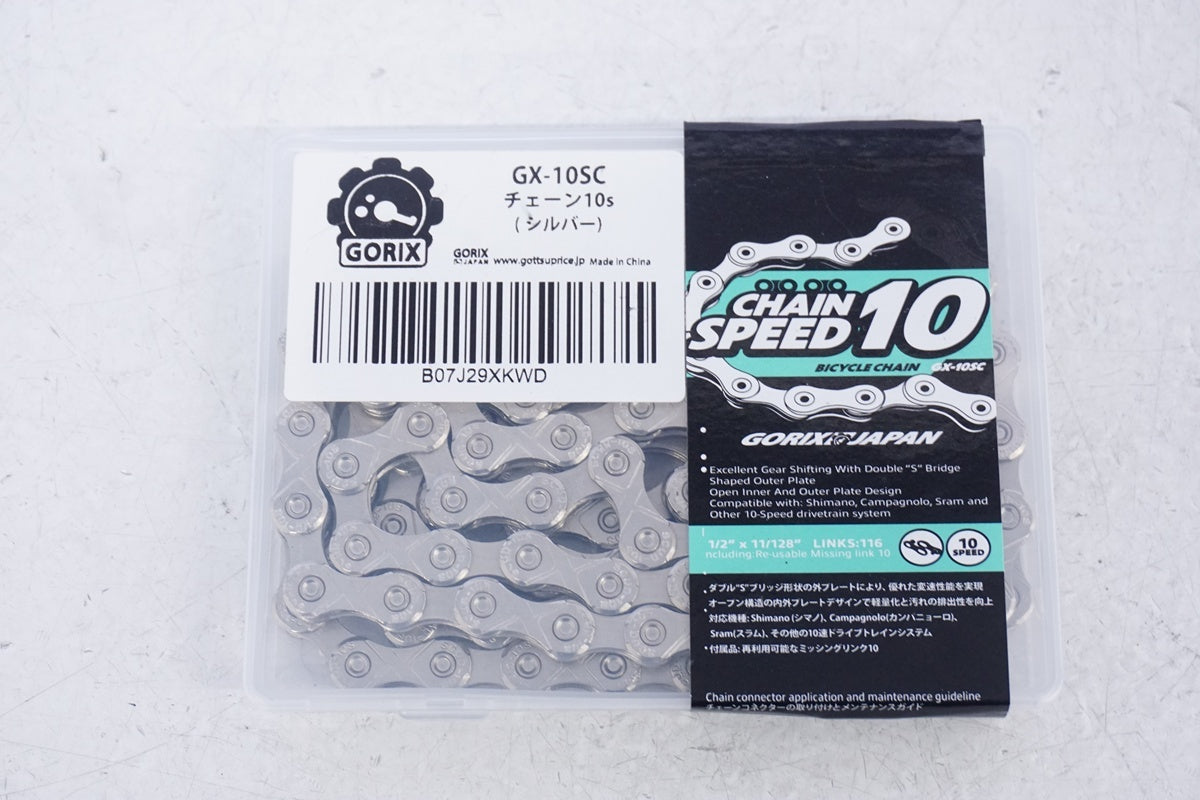 GX-10SC
チェーン10s
(シルバー)
GORIX
GORIX JAPAN www.gottsuprice.jp Made in China
B07J29XKWD
CHAIN
SPEED 10
BICYCLE CHAIN GX-10SC
GORIX JAPAN
Excellent Gear Shifting With Double "S" Bridge
Shaped Outer Plate
Open Inner And Outer Plate Design
Compatible with: Shimano, Campagnolo, Sram and
Other 10-Speed drivetrain system
1/2" x 11/128" LINKS:116
ncluding:Re-usable Missing link 10
10
SPEED
ダブル"S"ブリッジ形状の外プレートにより、優れた変速性能を実現
オープン構造の内外プレートデザインで軽量化と汚れの排出性を向上
対応機種: Shimano (シマノ)、Campagnolo(カンパニョーロ)、
Sram(スラム)、その他の10速ドライブトレインシステム
・付属品: 再利用可能なミッシングリンク10
Chain connector application and maintenance guideline
チェーンコネクターの取り付けとメンテナンスガイド